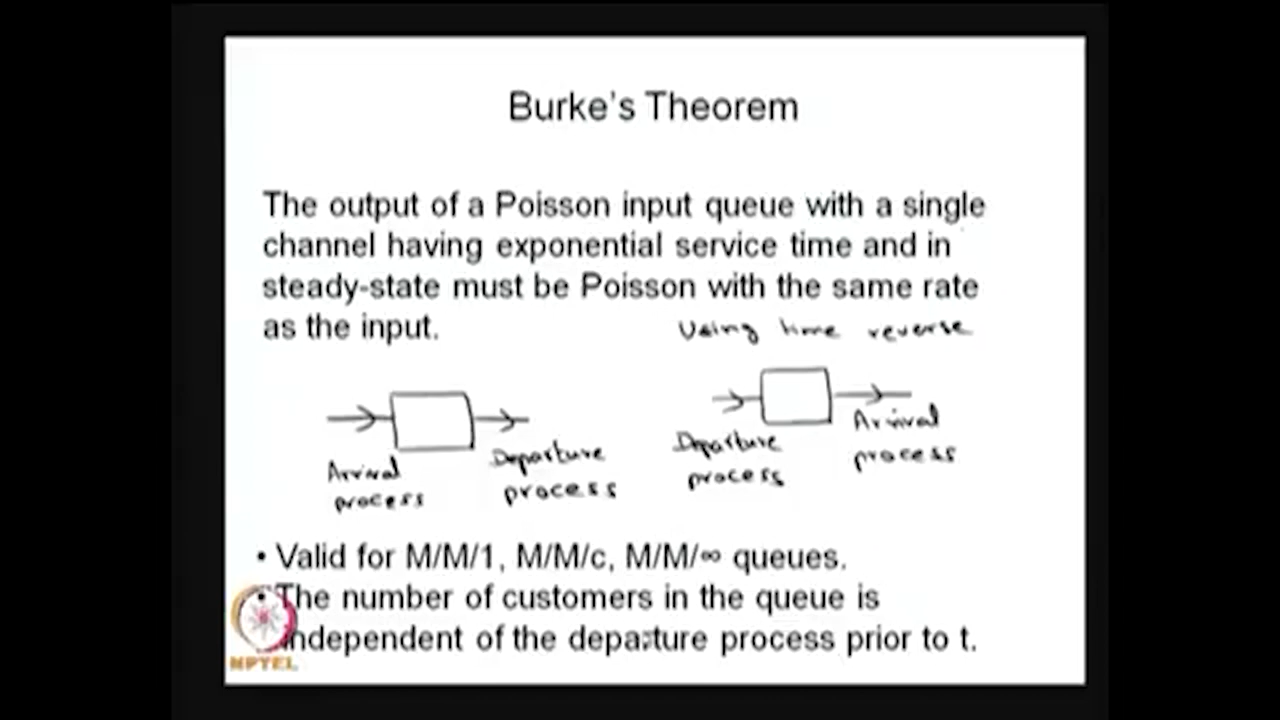 Burke's Theorem
The output of a Poisson input queue with a single
channel having exponential service time and in
steady-state must be Poisson with the same rate
as the input.
Using time reverse
Arrival
process
Departure
process
Departure
process
Arrival
process
• Valid for M/M/1, M/M/c, M/M/∞ queues.
• The number of customers in the queue is
independent of the departure process prior to t.
NPTEL